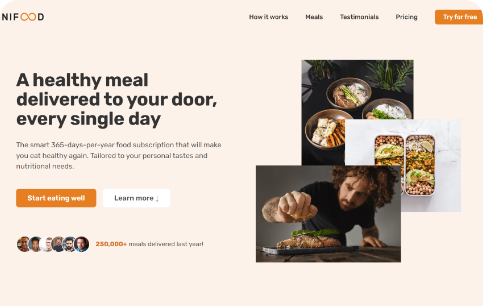 NIFOOD
How it works Meals Testimonials Pricing Try for free
A healthy meal
delivered to your door,
every single day
The smart 365-days-per-year food subscription that will make
you eat healthy again. Tailored to your personal tastes and
nutritional needs.
Start eating well Learn more ↓
250,000+ meals delivered last year!